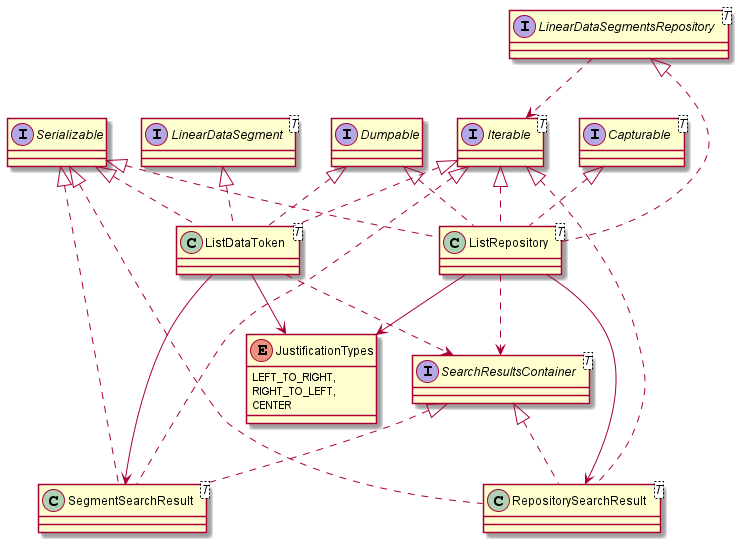 I LinearDataSegmentsRepository T
I Serializable
I LinearDataSegment T
I Dumpable
I Iterable T
I Capturable T
C ListDataToken T
C ListRepository T
E JustificationTypes
LEFT_TO_RIGHT,
RIGHT_TO_LEFT,
CENTER
I SearchResultsContainer T
C SegmentSearchResult T
C RepositorySearchResult T